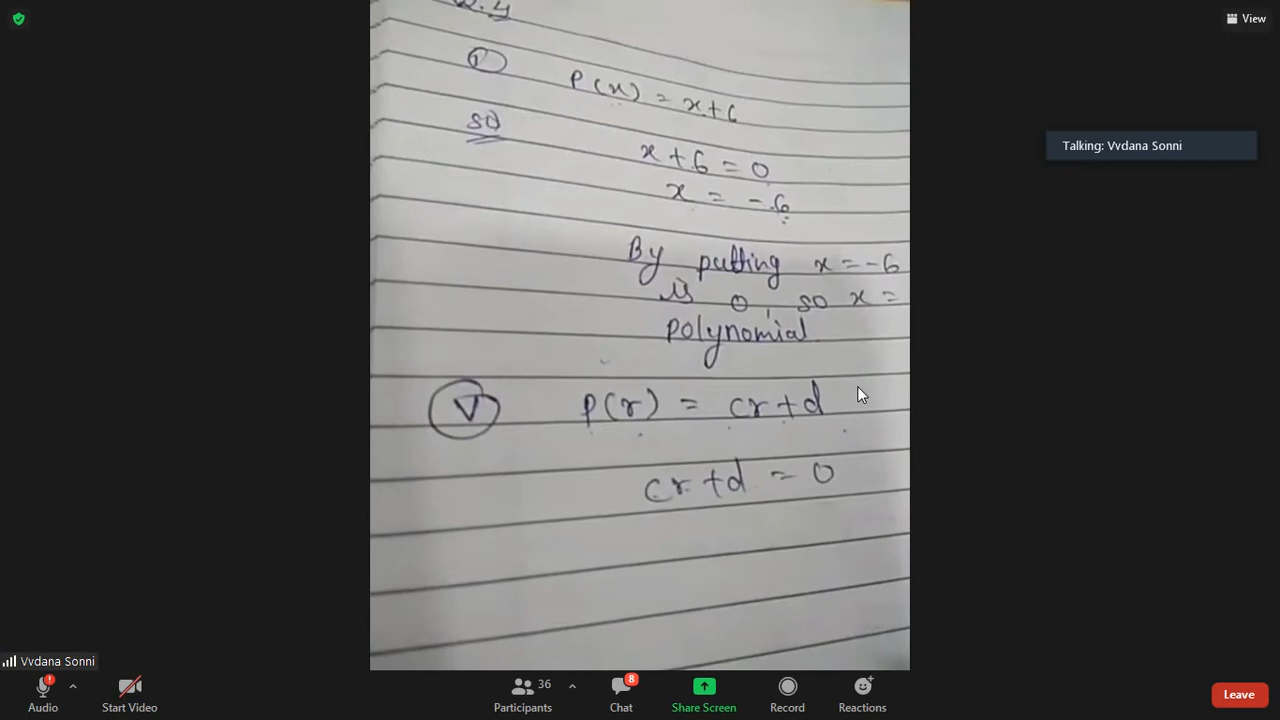 View
P(x) = x+6
so
x + 6 = 0
x = -6
Talking: Vvdana Sonni
By putting x = -6
is 0, so x =
polynomial
V P(r) = cr+d
cr+d = 0
Vvdana Sonni
36
8
Audio
Start Video
Participants
Chat
Share Screen
Record
Reactions
Leave